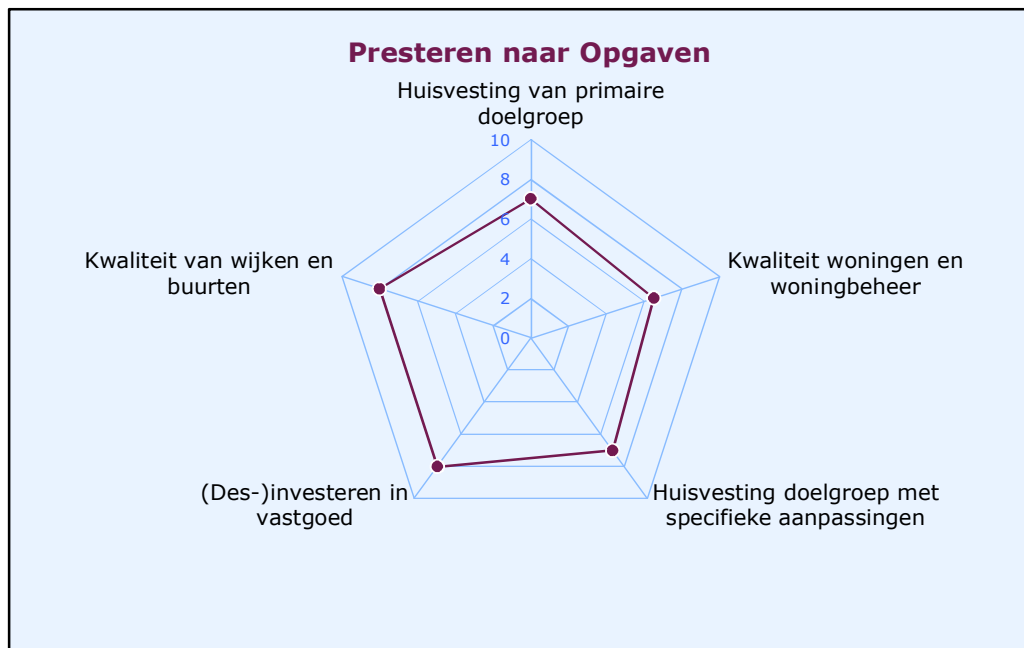 Presteren naar Opgaven
Huisvesting van primaire
doelgroep
10
8
6
4
2
0
Kwaliteit van wijken en
buurten
Kwaliteit woningen en
woningbeheer
(Des-)investeren in
vastgoed
Huisvesting doelgroep met
specifieke aanpassingen